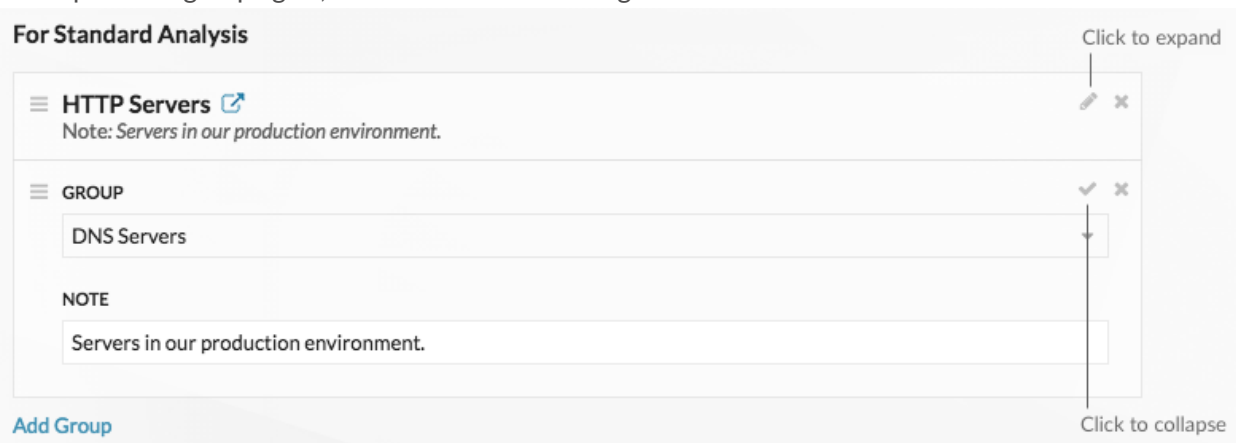 For Standard Analysis
Click to expand
HTTP Servers
Note: Servers in our production environment.
GROUP
DNS Servers
NOTE
Servers in our production environment.
Add Group
Click to collapse